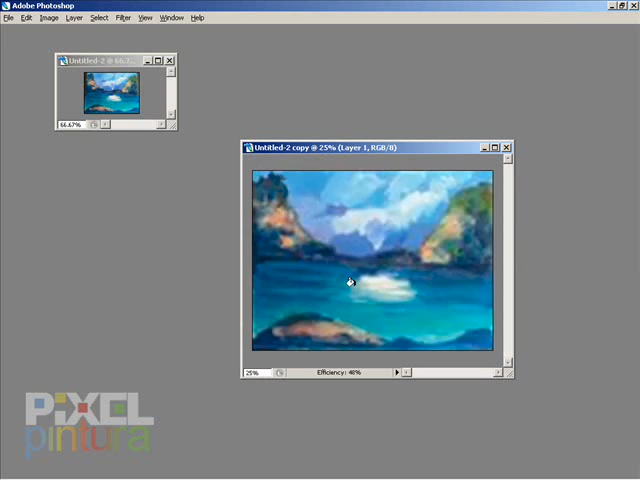 Adobe Photoshop
File Edit Image Layer Select Filter View Window Help
Untitled-2 @ 66.7...
66.67%
Untitled-2 copy @ 25% (Layer 1, RGB/8)
25% Efficiency: 48%
PiXEL
pintura